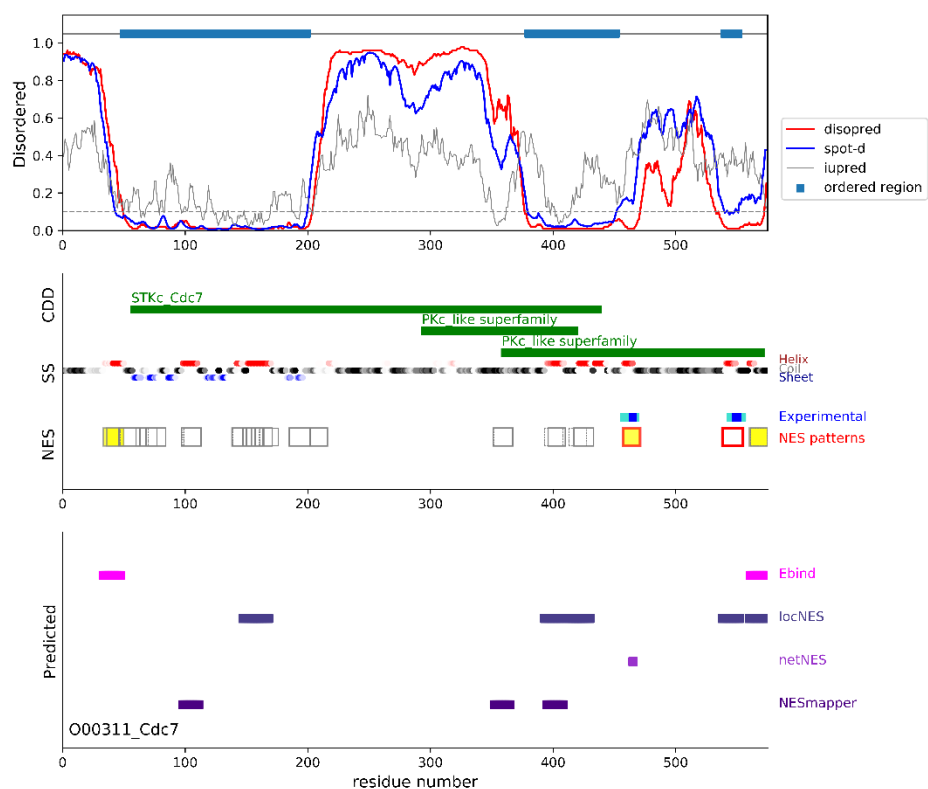 1.0
0.8
0.6
0.4
0.2
0.0
Disordered
0 100 200 300 400 500
disopred
spot-d
iupred
ordered region
CDD
STKc_Cdc7
PKc_like superfamily
PKc_like superfamily
SS
Helix
Coil
Sheet
NES
Experimental
NES patterns
0 100 200 300 400 500
Predicted
Ebind
locNES
netNES
NESmapper
O00311_Cdc7
0 100 200 300 400 500
residue number